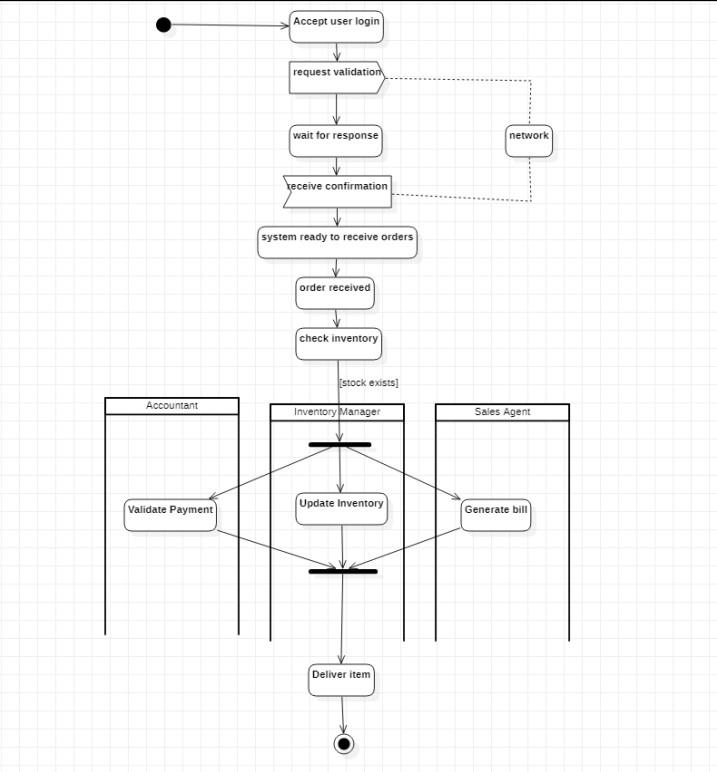 Accept user login
request validation
wait for response
network
receive confirmation
system ready to receive orders
order received
check inventory
[stock exists]
Accountant
Inventory Manager
Sales Agent
Validate Payment
Update Inventory
Generate bill
Deliver item